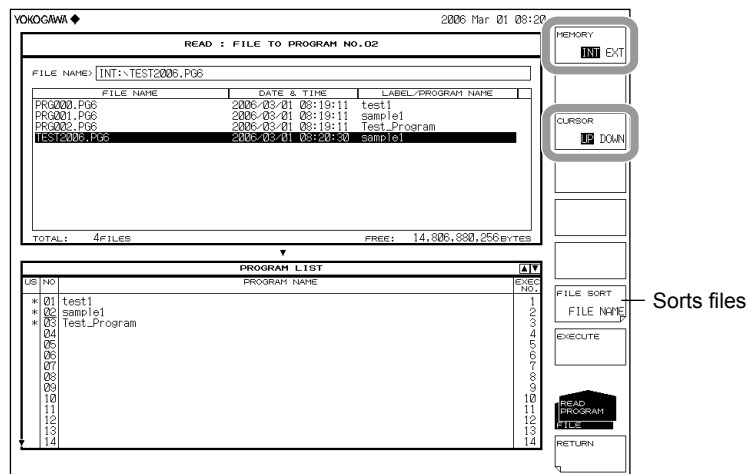 YOKOGAWA ◆ 2006 Mar 01 08:20
READ : FILE TO PROGRAM NO.02
FILE NAME> INT:\TEST2006.PG6
FILE NAME DATE & TIME LABEL/PROGRAM NAME
PRG000.PG6 2006/03/01 08:19:11 test1
PRG001.PG6 2006/03/01 08:19:11 sample1
PRG002.PG6 2006/03/01 08:19:11 Test_Program
TEST2006.PG6 2006/03/01 08:20:30 sample1
TOTAL: 4FILES FREE: 14,806,880,256BYTES
▼
PROGRAM LIST ▲▼
US NO PROGRAM NAME EXEC NO.
* 01 test1 1
* 02 sample1 2
* 03 Test_Program 3
04 4
05 5
06 6
07 7
08 8
09 9
10 10
11 11
12 12
13 13
14 14
MEMORY
INT EXT
CURSOR
UP DOWN
FILE SORT
FILE NAME
Sorts files
EXECUTE
READ
PROGRAM
FILE
RETURN